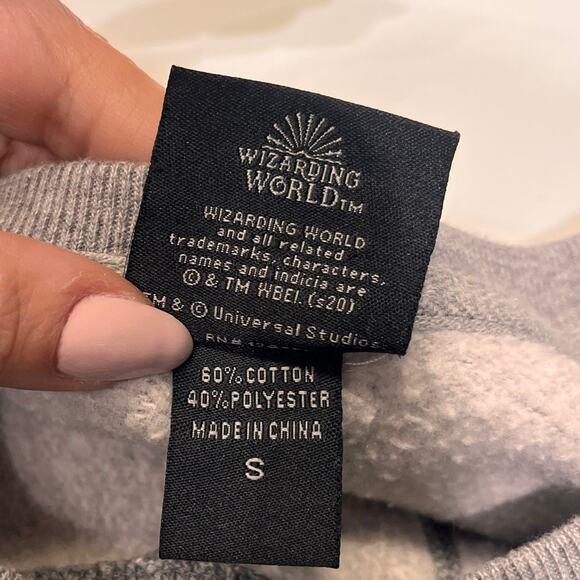 WIZARDING
WORLD™
WIZARDING WORLD
and all related
trademarks, characters,
names and indicia are
© & TM WBEI. (s20)
TM & © Universal Studios
RN#
60% COTTON
40% POLYESTER
MADE IN CHINA
S